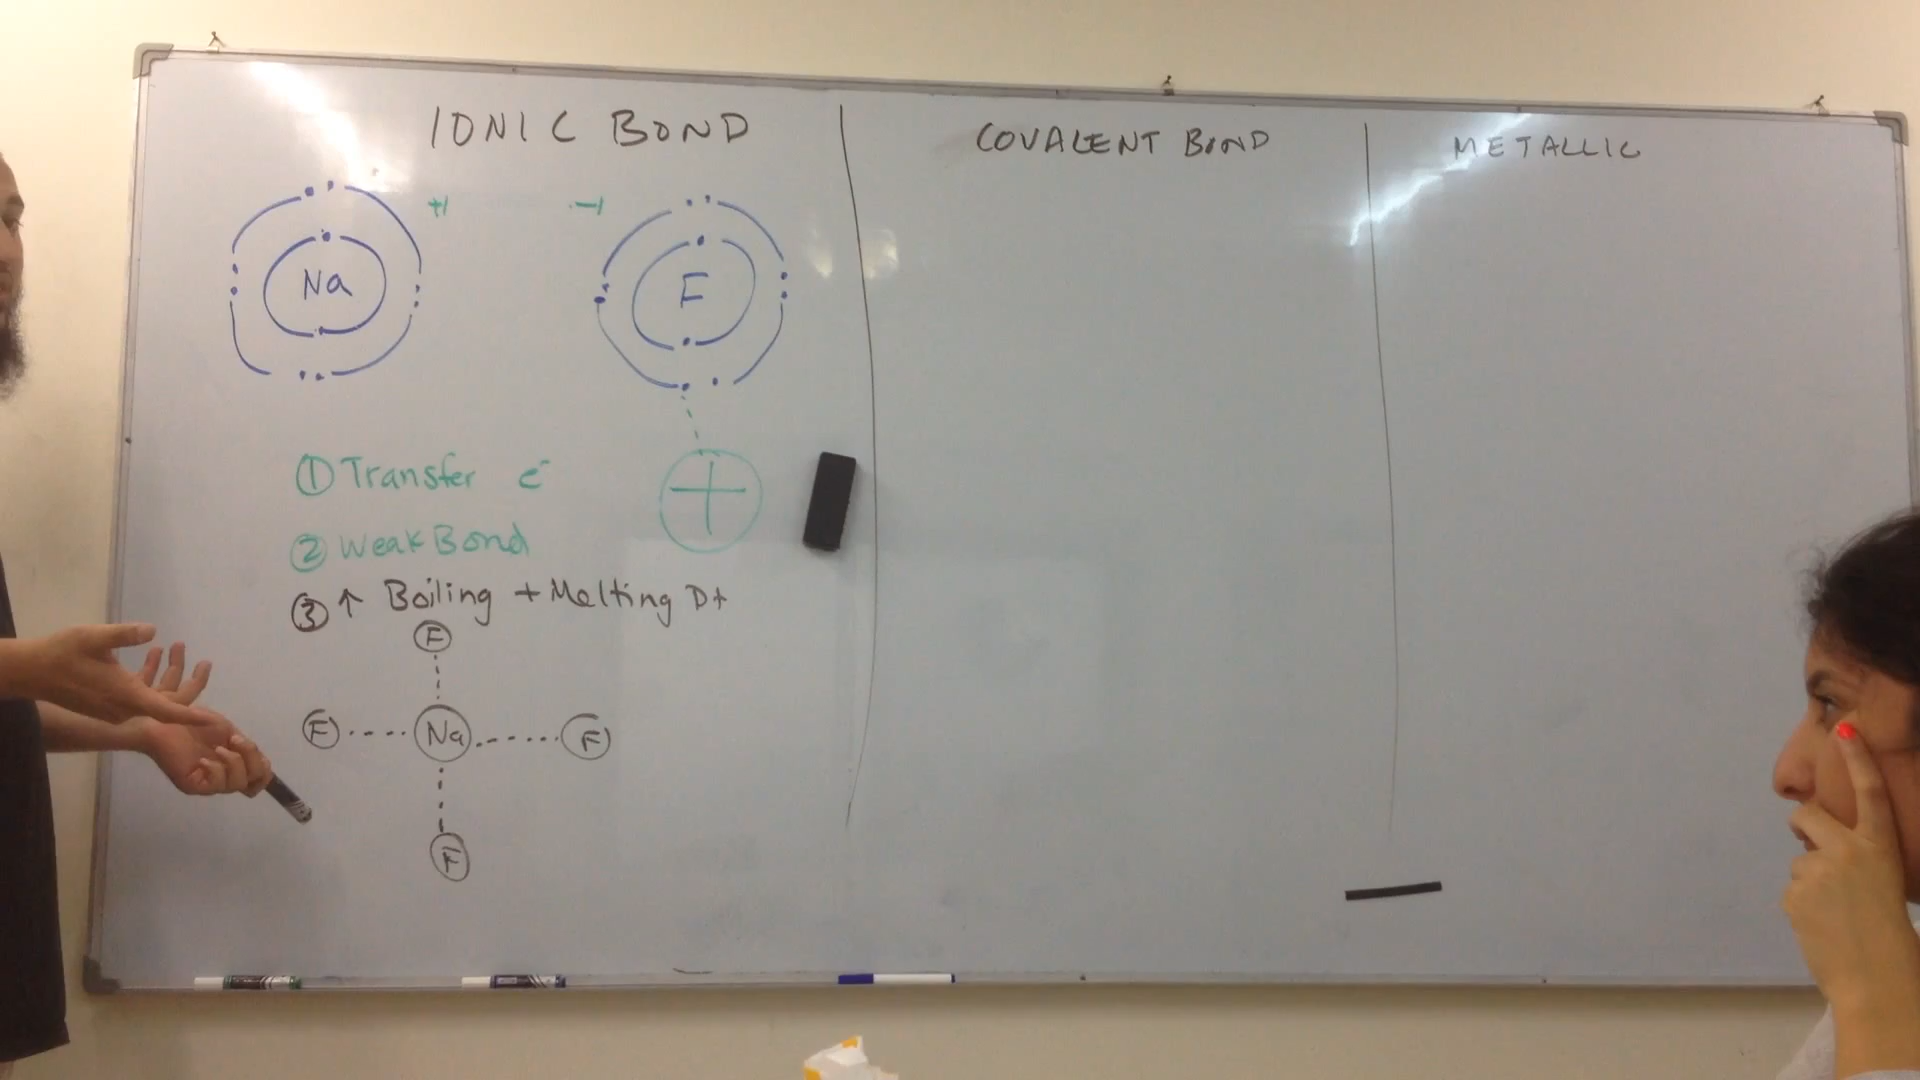 IONIC BOND
COVALENT BOND
METALLIC
+1
-1
Na
F
① Transfer e⁻
+
② Weak Bond
③ ↑ Boiling + Melting Pt
F
F
Na
F
F